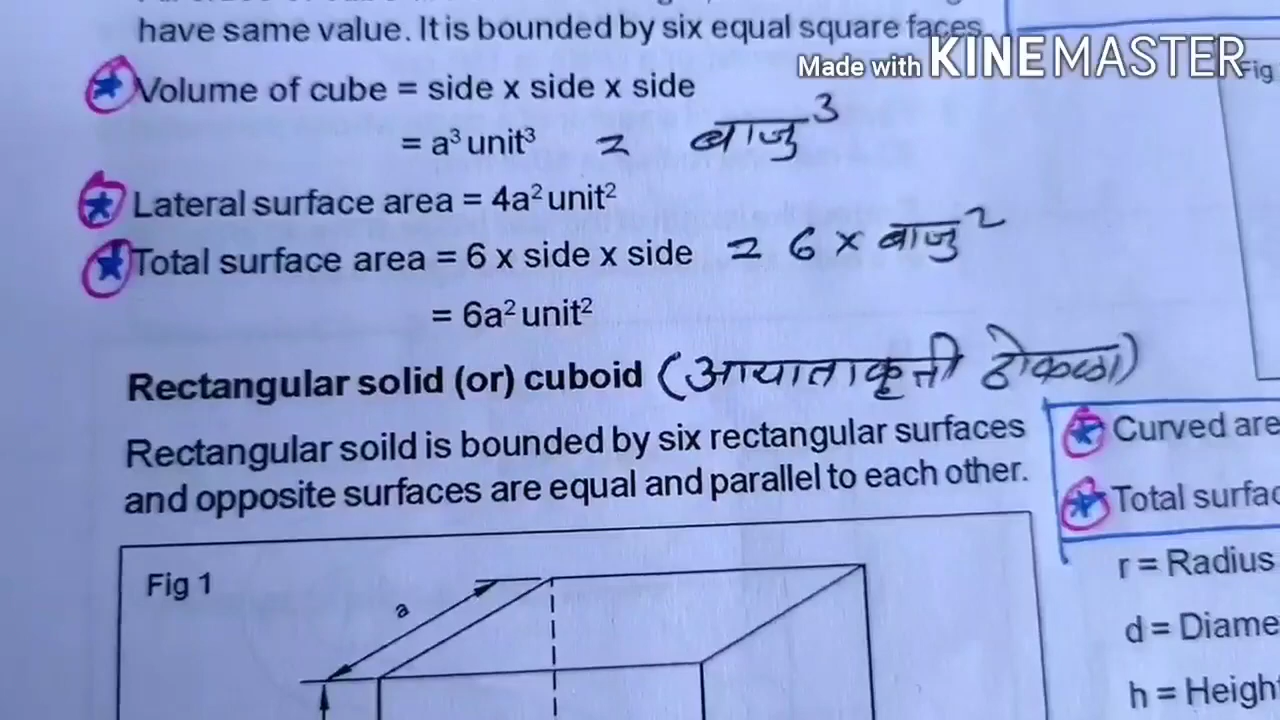 have same value. It is bounded by six equal square faces.
Made with KINEMASTER
Volume of cube = side x side x side
= a³ unit³ = बाजु³
Lateral surface area = 4a² unit²
Total surface area = 6 x side x side = 6 x बाजु²
= 6a² unit²
Rectangular solid (or) cuboid (आयाताकृती ठोकळा)
Rectangular soild is bounded by six rectangular surfaces
and opposite surfaces are equal and parallel to each other.
Fig 1
a
Fig
Curved are
Total surfac
r = Radius
d = Diame
h = Height